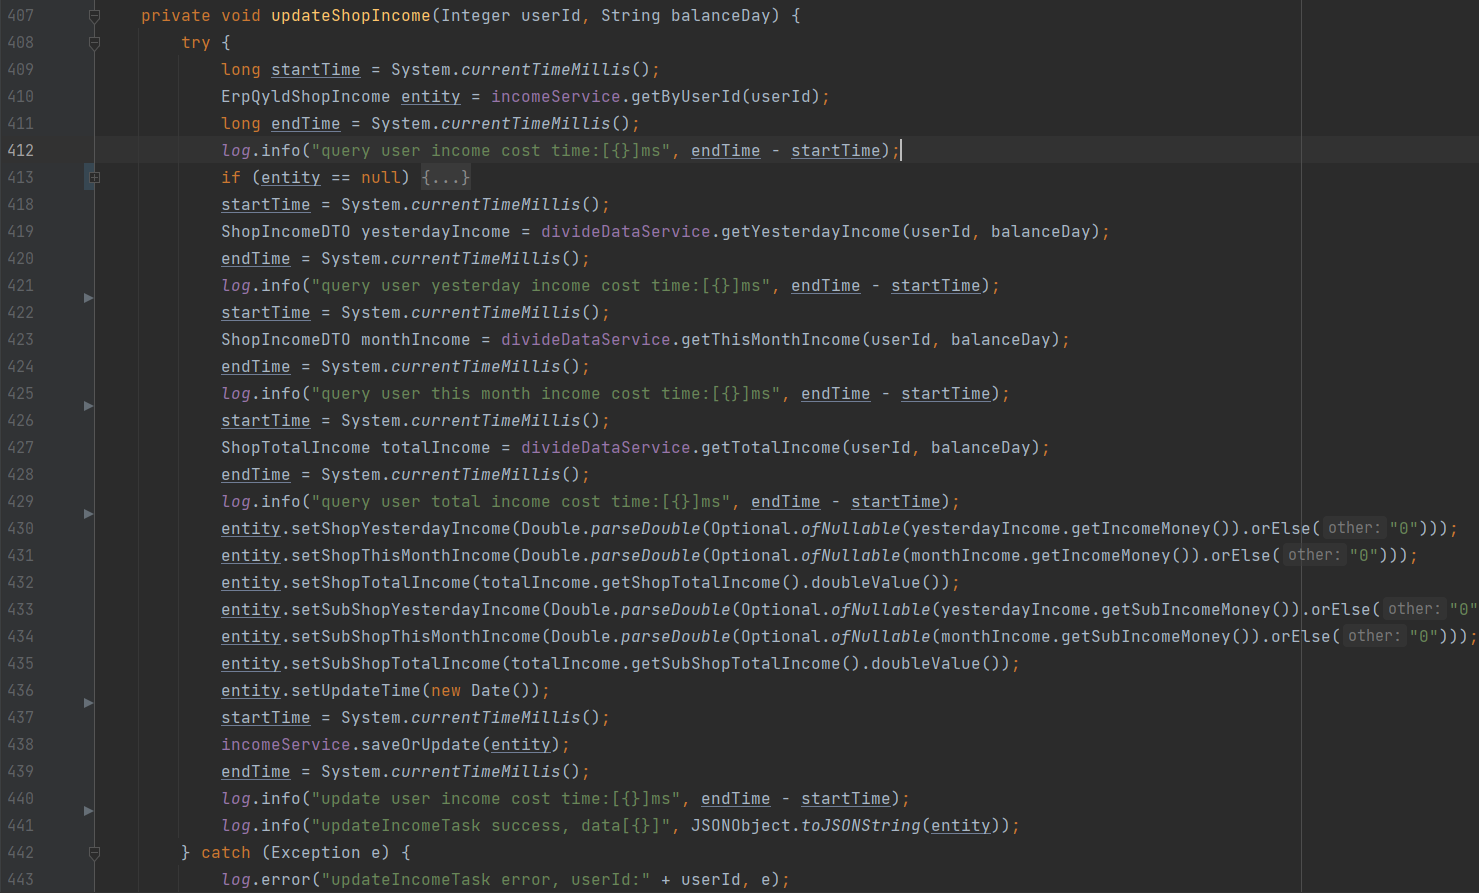 407 private void updateShopIncome(Integer userId, String balanceDay) {
408 try {
409 long startTime = System.currentTimeMillis();
410 ErpQyldShopIncome entity = incomeService.getByUserId(userId);
411 long endTime = System.currentTimeMillis();
412 log.info("query user income cost time:[{}]ms", endTime - startTime);
413 if (entity == null) {...}
418 startTime = System.currentTimeMillis();
419 ShopIncomeDTO yesterdayIncome = divideDataService.getYesterdayIncome(userId, balanceDay);
420 endTime = System.currentTimeMillis();
421 log.info("query user yesterday income cost time:[{}]ms", endTime - startTime);
422 startTime = System.currentTimeMillis();
423 ShopIncomeDTO monthIncome = divideDataService.getThisMonthIncome(userId, balanceDay);
424 endTime = System.currentTimeMillis();
425 log.info("query user this month income cost time:[{}]ms", endTime - startTime);
426 startTime = System.currentTimeMillis();
427 ShopTotalIncome totalIncome = divideDataService.getTotalIncome(userId, balanceDay);
428 endTime = System.currentTimeMillis();
429 log.info("query user total income cost time:[{}]ms", endTime - startTime);
430 entity.setShopYesterdayIncome(Double.parseDouble(Optional.ofNullable(yesterdayIncome.getIncomeMoney()).orElse( other: "0")));
431 entity.setShopThisMonthIncome(Double.parseDouble(Optional.ofNullable(monthIncome.getIncomeMoney()).orElse( other: "0")));
432 entity.setShopTotalIncome(totalIncome.getShopTotalIncome().doubleValue());
433 entity.setSubShopYesterdayIncome(Double.parseDouble(Optional.ofNullable(yesterdayIncome.getSubIncomeMoney()).orElse( other: "0"
434 entity.setSubShopThisMonthIncome(Double.parseDouble(Optional.ofNullable(monthIncome.getSubIncomeMoney()).orElse( other: "0")));
435 entity.setSubShopTotalIncome(totalIncome.getSubShopTotalIncome().doubleValue());
436 entity.setUpdateTime(new Date());
437 startTime = System.currentTimeMillis();
438 incomeService.saveOrUpdate(entity);
439 endTime = System.currentTimeMillis();
440 log.info("update user income cost time:[{}]ms", endTime - startTime);
441 log.info("updateIncomeTask success, data[{}]", JSONObject.toJSONString(entity));
442 } catch (Exception e) {
443 log.error("updateIncomeTask error, userId:" + userId, e);